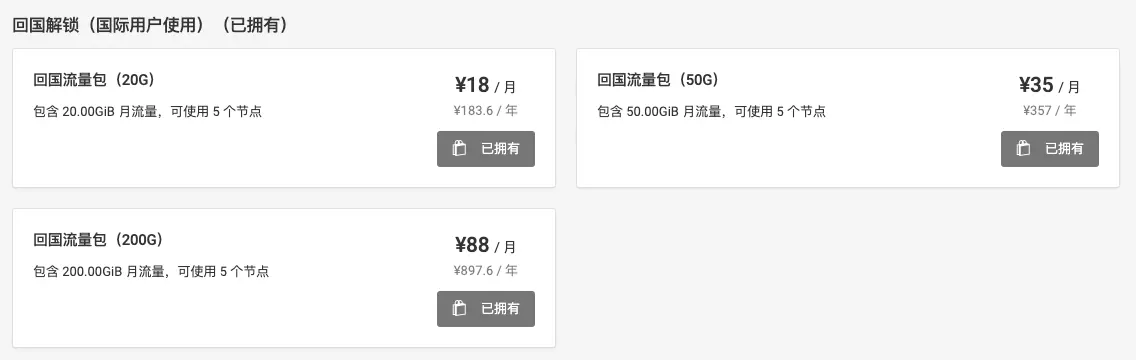 回国解锁（国际用户使用）（已拥有）
回国流量包（20G）
¥18 / 月
包含 20.00GiB 月流量，可使用 5 个节点
¥183.6 / 年
已拥有
回国流量包（50G）
¥35 / 月
包含 50.00GiB 月流量，可使用 5 个节点
¥357 / 年
已拥有
回国流量包（200G）
¥88 / 月
包含 200.00GiB 月流量，可使用 5 个节点
¥897.6 / 年
已拥有